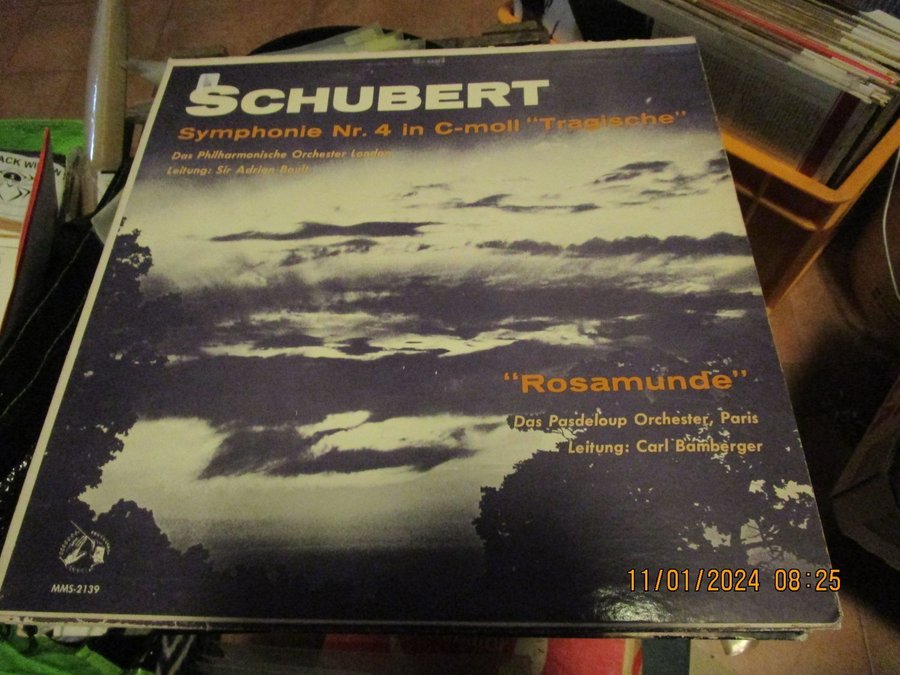 SCHUBERT
Symphonie Nr. 4 in C-moll "Tragische"
Das Philharmonische Orchester London
Leitung: Sir Adrian Boult
"Rosamunde"
Das Pasdeloup Orchester, Paris
Leitung: Carl Bamberger
MMS-2139
11/01/2024 08:25